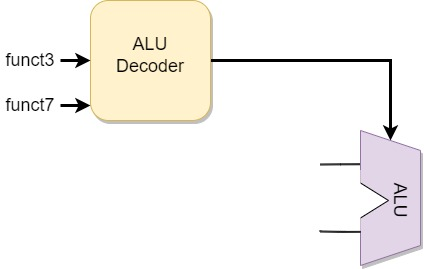 ALU
Decoder
funct3
funct7
ALU